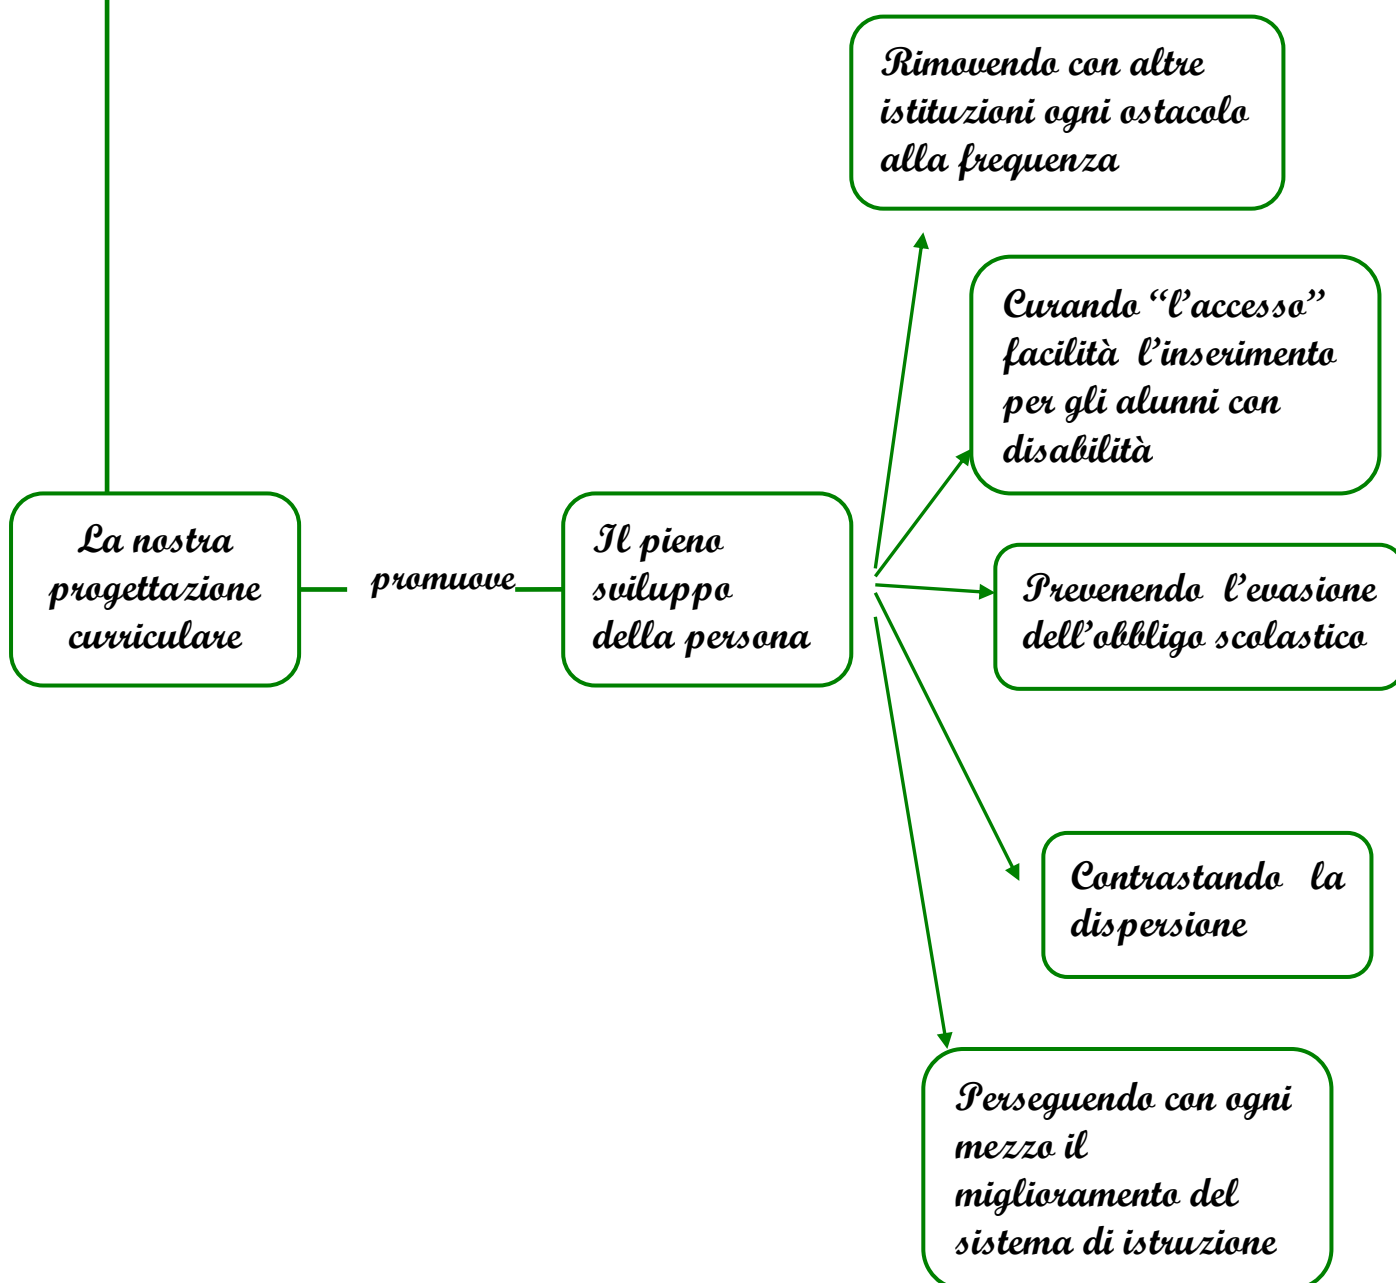 Rimovendo con altre
istituzioni ogni ostacolo
alla frequenza
Curando “l’accesso”
facilità l’inserimento
per gli alunni con
disabilità
La nostra
progettazione
curriculare
promuove
Il pieno
sviluppo
della persona
Prevenendo l’evasione
dell’obbligo scolastico
Contrastando la
dispersione
Perseguendo con ogni
mezzo il
miglioramento del
sistema di istruzione